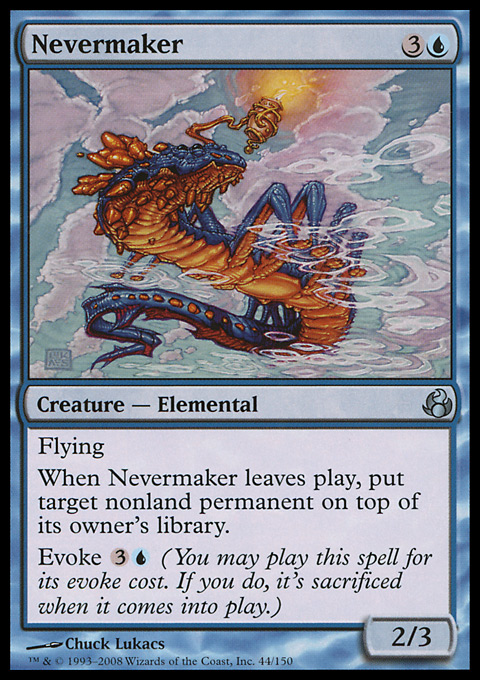 Nevermaker 3
Creature — Elemental
Flying
When Nevermaker leaves play, put
target nonland permanent on top of
its owner's library.
Evoke 3 (You may play this spell for
its evoke cost. If you do, it's sacrificed
when it comes into play.)
Chuck Lukacs
2/3
™ & © 1993–2008 Wizards of the Coast, Inc. 44/150